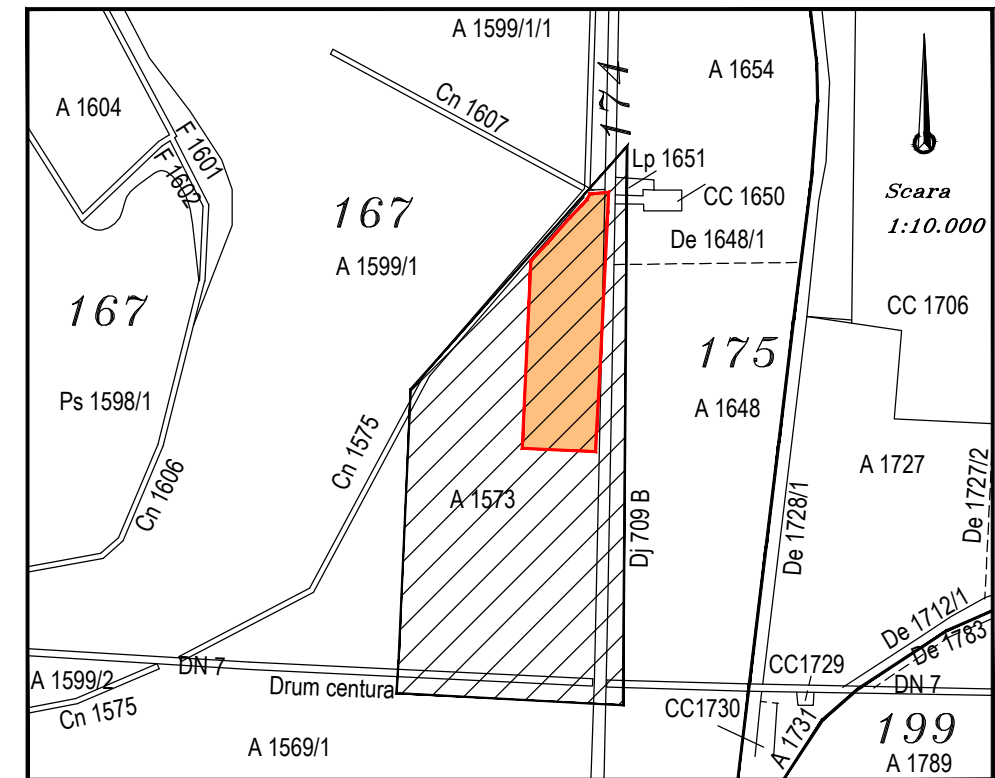 A 1599/1/1
A 1654
174
A 1604
Cn 1607
F 1601
F 1602
Lp 1651
CC 1650
Scara
1:10.000
167
De 1648/1
A 1599/1
167
CC 1706
175
Ps 1598/1
A 1648
Cn 1575
A 1727
Cn 1606
A 1573
Dj 709 B
De 1728/1
De 1727/2
De 1712/1
De 1783
DN 7
CC1729
A 1599/2
Drum centura
DN 7
Cn 1575
CC1730
A 1731
199
A 1569/1
A 1789